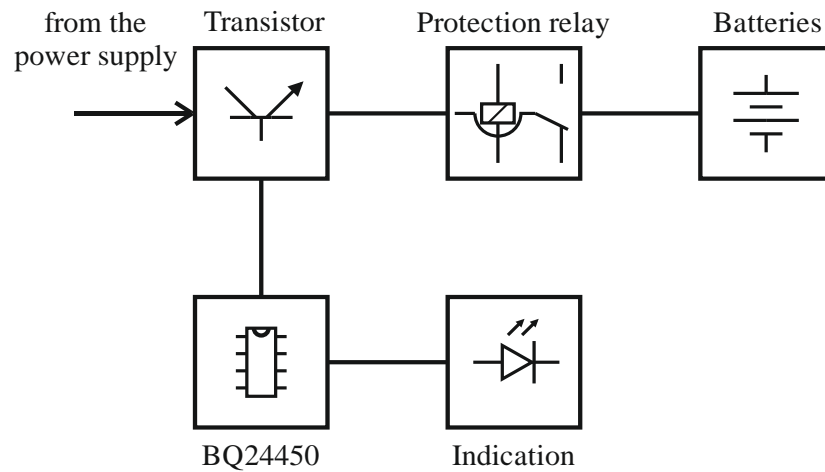 from the
power supply
Transistor
Protection relay
Batteries
BQ24450
Indication